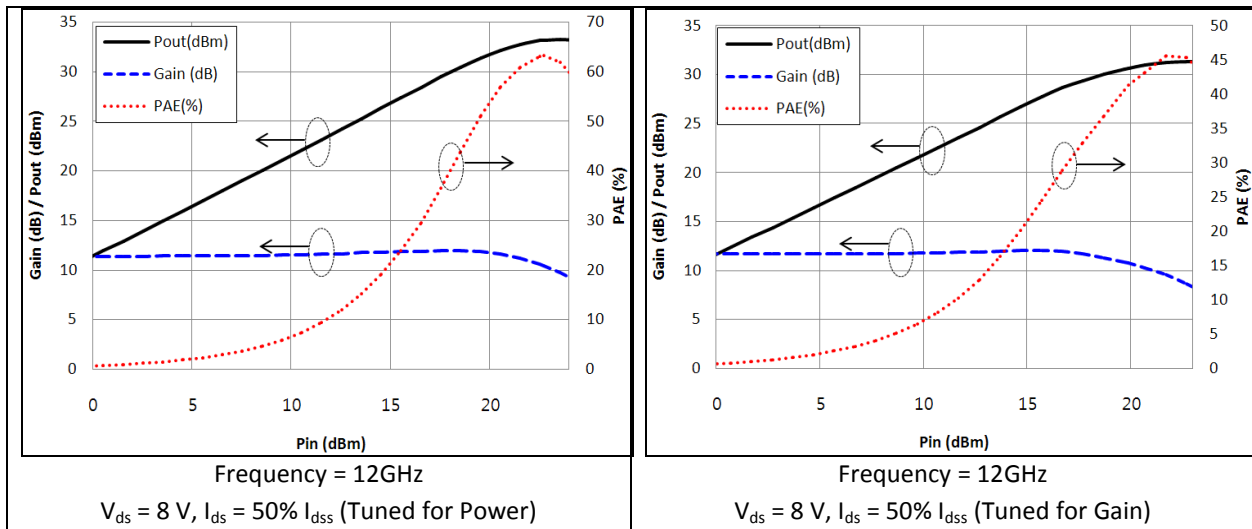 35
30
25
20
15
10
5
0
Gain (dB) / Pout (dBm)
70
60
50
40
30
20
10
0
PAE (%)
Pout(dBm)
Gain (dB)
PAE(%)
0 5 10 15 20
Pin (dBm)
Frequency = 12GHz
Vds = 8 V, Ids = 50% Idss (Tuned for Power)
35
30
25
20
15
10
5
0
Gain (dB) / Pout (dBm)
50
45
40
35
30
25
20
15
10
5
0
PAE (%)
Pout(dBm)
Gain (dB)
PAE(%)
0 5 10 15 20
Pin (dBm)
Frequency = 12GHz
Vds = 8 V, Ids = 50% Idss (Tuned for Gain)